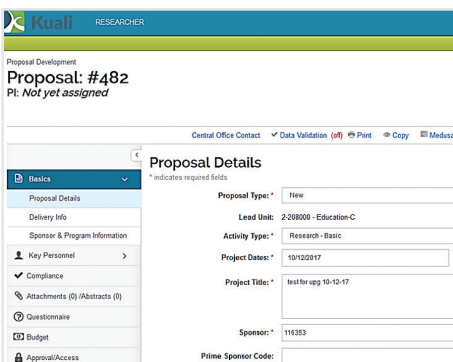 Kuali RESEARCHER
Proposal Development
Proposal: #482
PI: Not yet assigned
Central Office Contact Data Validation (off) Print Copy Medusa
Proposal Details
* indicates required fields
Basics
Proposal Details
Delivery Info
Sponsor & Program Information
Key Personnel
Compliance
Attachments (0) /Abstracts (0)
Questionnaire
Budget
Approval/Access
Proposal Type: * New
Lead Unit: 2-208000 - Education-C
Activity Type: * Research - Basic
Project Dates: * 10/12/2017
Project Title: * test for upg 10-12-17
Sponsor: * 116353
Prime Sponsor Code: